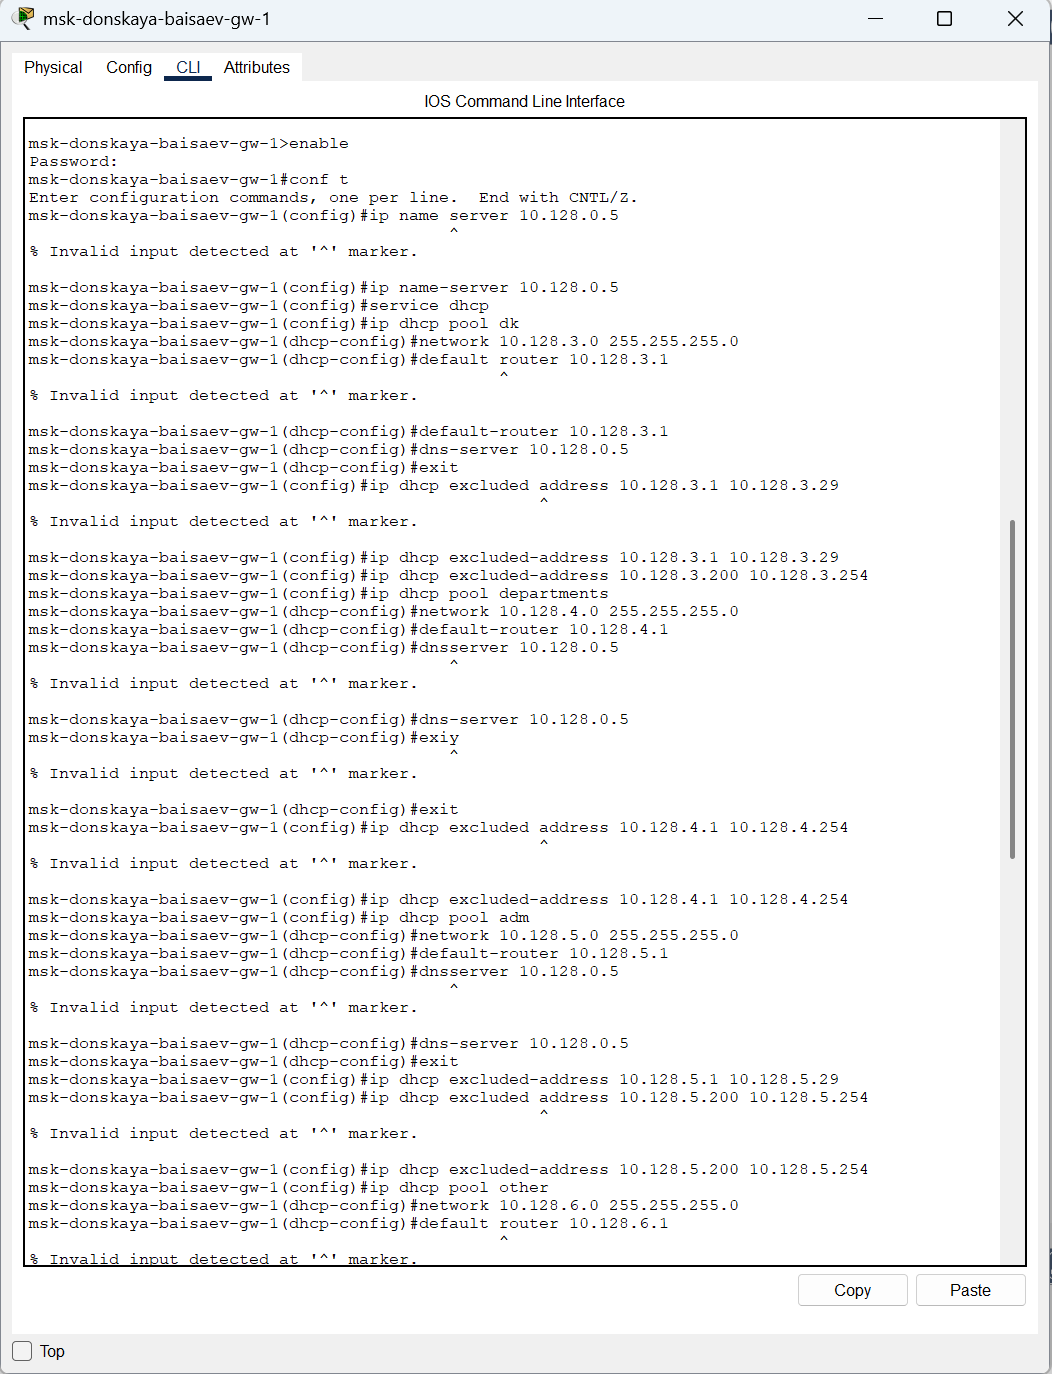 msk-donskaya-baisaev-gw-1
Physical Config CLI Attributes
IOS Command Line Interface
msk-donskaya-baisaev-gw-1>enable
Password:
msk-donskaya-baisaev-gw-1#conf t
Enter configuration commands, one per line.  End with CNTL/Z.
msk-donskaya-baisaev-gw-1(config)#ip name server 10.128.0.5
^
% Invalid input detected at '^' marker.
msk-donskaya-baisaev-gw-1(config)#ip name-server 10.128.0.5
msk-donskaya-baisaev-gw-1(config)#service dhcp
msk-donskaya-baisaev-gw-1(config)#ip dhcp pool dk
msk-donskaya-baisaev-gw-1(dhcp-config)#network 10.128.3.0 255.255.255.0
msk-donskaya-baisaev-gw-1(dhcp-config)#default router 10.128.3.1
^
% Invalid input detected at '^' marker.
msk-donskaya-baisaev-gw-1(dhcp-config)#default-router 10.128.3.1
msk-donskaya-baisaev-gw-1(dhcp-config)#dns-server 10.128.0.5
msk-donskaya-baisaev-gw-1(dhcp-config)#exit
msk-donskaya-baisaev-gw-1(config)#ip dhcp excluded address 10.128.3.1 10.128.3.29
^
% Invalid input detected at '^' marker.
msk-donskaya-baisaev-gw-1(config)#ip dhcp excluded-address 10.128.3.1 10.128.3.29
msk-donskaya-baisaev-gw-1(config)#ip dhcp excluded-address 10.128.3.200 10.128.3.254
msk-donskaya-baisaev-gw-1(config)#ip dhcp pool departments
msk-donskaya-baisaev-gw-1(dhcp-config)#network 10.128.4.0 255.255.255.0
msk-donskaya-baisaev-gw-1(dhcp-config)#default-router 10.128.4.1
msk-donskaya-baisaev-gw-1(dhcp-config)#dnsserver 10.128.0.5
^
% Invalid input detected at '^' marker.
msk-donskaya-baisaev-gw-1(dhcp-config)#dns-server 10.128.0.5
msk-donskaya-baisaev-gw-1(dhcp-config)#exiy
^
% Invalid input detected at '^' marker.
msk-donskaya-baisaev-gw-1(dhcp-config)#exit
msk-donskaya-baisaev-gw-1(config)#ip dhcp excluded address 10.128.4.1 10.128.4.254
^
% Invalid input detected at '^' marker.
msk-donskaya-baisaev-gw-1(config)#ip dhcp excluded-address 10.128.4.1 10.128.4.254
msk-donskaya-baisaev-gw-1(config)#ip dhcp pool adm
msk-donskaya-baisaev-gw-1(dhcp-config)#network 10.128.5.0 255.255.255.0
msk-donskaya-baisaev-gw-1(dhcp-config)#default-router 10.128.5.1
msk-donskaya-baisaev-gw-1(dhcp-config)#dnsserver 10.128.0.5
^
% Invalid input detected at '^' marker.
msk-donskaya-baisaev-gw-1(dhcp-config)#dns-server 10.128.0.5
msk-donskaya-baisaev-gw-1(dhcp-config)#exit
msk-donskaya-baisaev-gw-1(config)#ip dhcp excluded-address 10.128.5.1 10.128.5.29
msk-donskaya-baisaev-gw-1(config)#ip dhcp excluded address 10.128.5.200 10.128.5.254
^
% Invalid input detected at '^' marker.
msk-donskaya-baisaev-gw-1(config)#ip dhcp excluded-address 10.128.5.200 10.128.5.254
msk-donskaya-baisaev-gw-1(config)#ip dhcp pool other
msk-donskaya-baisaev-gw-1(dhcp-config)#network 10.128.6.0 255.255.255.0
msk-donskaya-baisaev-gw-1(dhcp-config)#default router 10.128.6.1
^
% Invalid input detected at '^' marker.
Copy Paste
Top